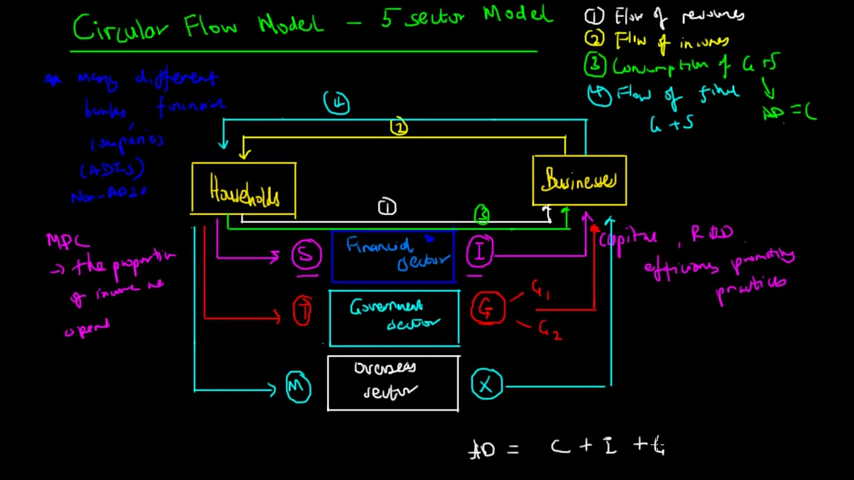 Circular Flow Model - 5 sector Model
① Flow of resources
② Flow of incomes
③ Consumption of G+S
AD = C
④ Flow of final
G+S
** Many different
banks, financial
companies
(ADIs)
Non-ADIs
④
②
Households
Businesses
①
③
MPC
→ the proportion
of income we
spend
S
Financial
sector
I
capital, R&D
efficiency promoting
practices
T
Government
sector
G
G1
G2
M
Overseas
sector
X
AD = C + I + G